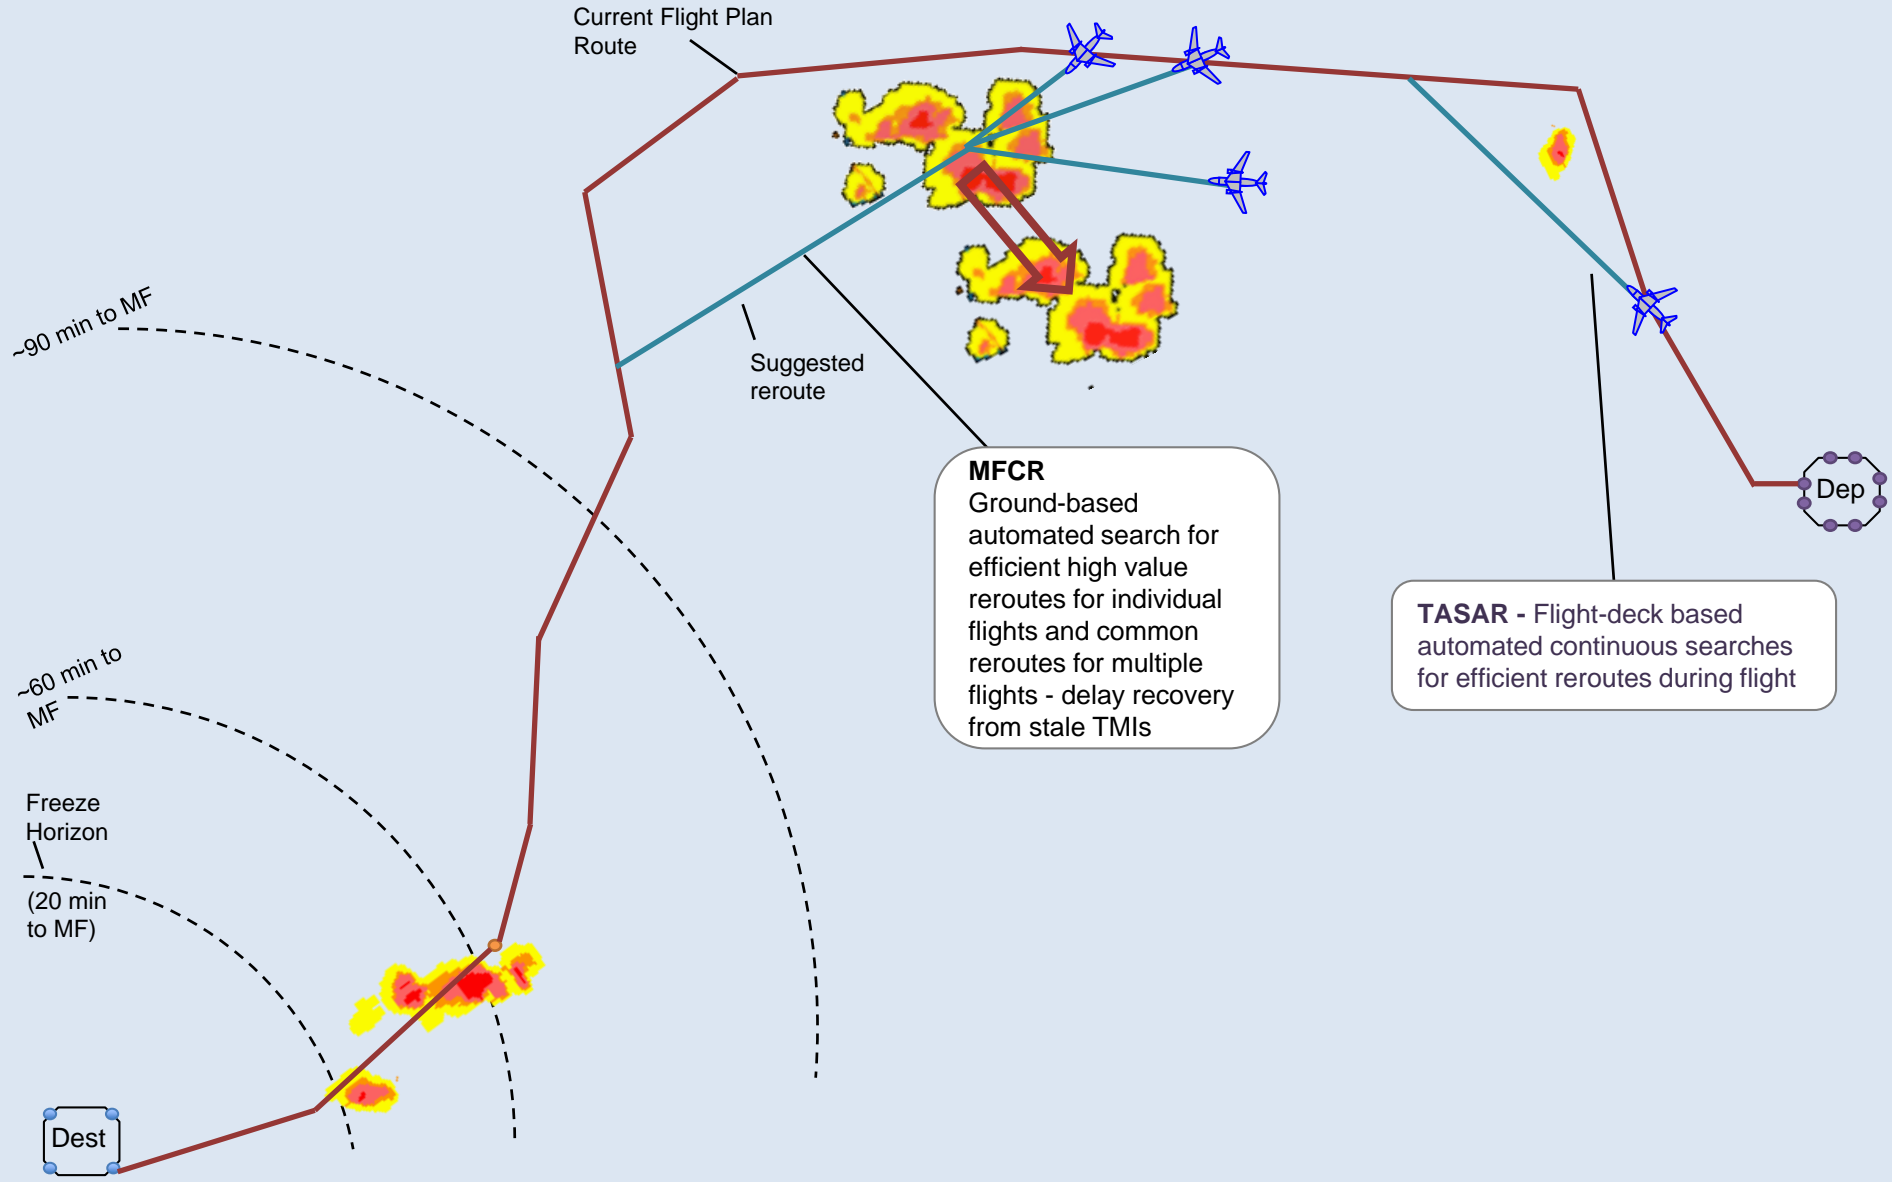 Current Flight Plan
Route
~90 min to MF
Suggested
reroute
MFCR
Ground-based
automated search for
efficient high value
reroutes for individual
flights and common
reroutes for multiple
flights - delay recovery
from stale TMIs
Dep
TASAR - Flight-deck based
automated continuous searches
for efficient reroutes during flight
~60 min to
MF
Freeze
Horizon
(20 min
to MF)
Dest